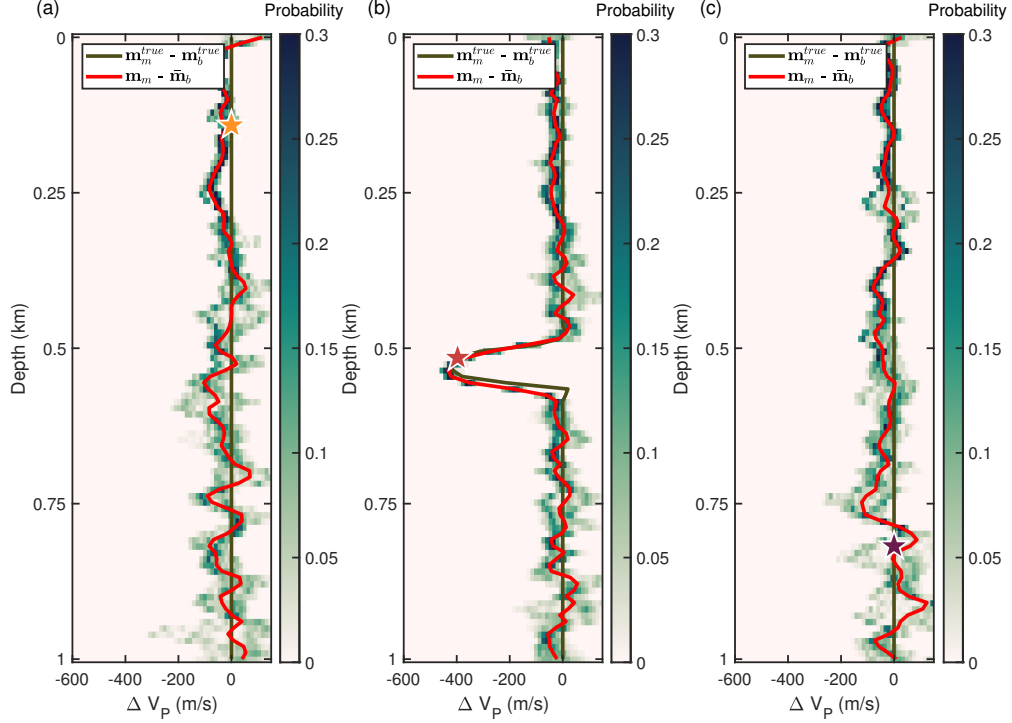 (a)
Probability
m_m^true - m_b^true
m_m - m̄_b
0
0.25
0.5
0.75
1
Depth (km)
-600
-400
-200
0
Δ V_P (m/s)
0.3
0.25
0.2
0.15
0.1
0.05
0
(b)
Probability
m_m^true - m_b^true
m_m - m̄_b
0
0.25
0.5
0.75
1
Depth (km)
-600
-400
-200
0
Δ V_P (m/s)
0.3
0.25
0.2
0.15
0.1
0.05
0
(c)
Probability
m_m^true - m_b^true
m_m - m̄_b
0
0.25
0.5
0.75
1
Depth (km)
-600
-400
-200
0
Δ V_P (m/s)
0.3
0.25
0.2
0.15
0.1
0.05
0